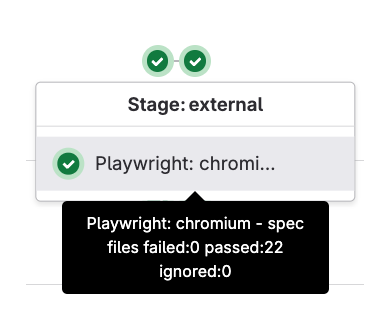 Stage: external
Playwright: chromi...
Playwright: chromium - spec
files failed:0 passed:22
ignored:0